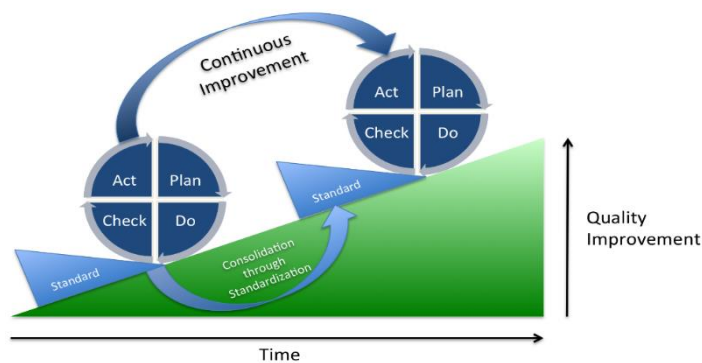 Continuous
Improvement
Act Plan
Check Do
Standard
Act Plan
Check Do
Standard
Consolidation
through
Standardization
Quality
Improvement
Time